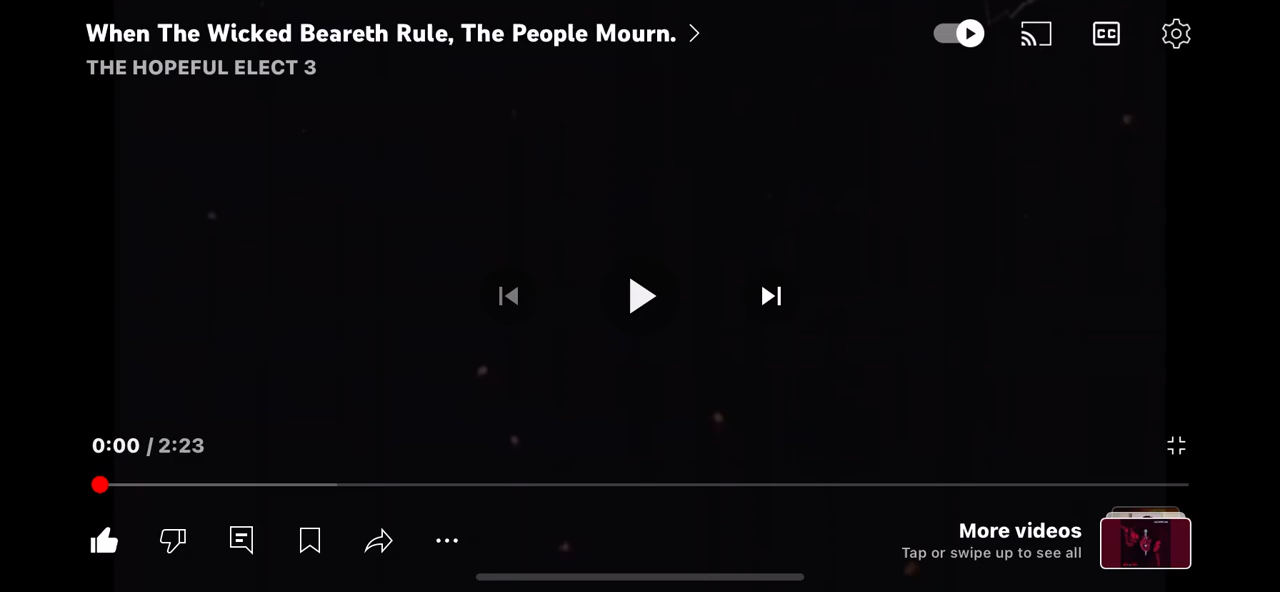 When The Wicked Beareth Rule, The People Mourn.
THE HOPEFUL ELECT 3
CC
0:00 / 2:23
More videos
Tap or swipe up to see all